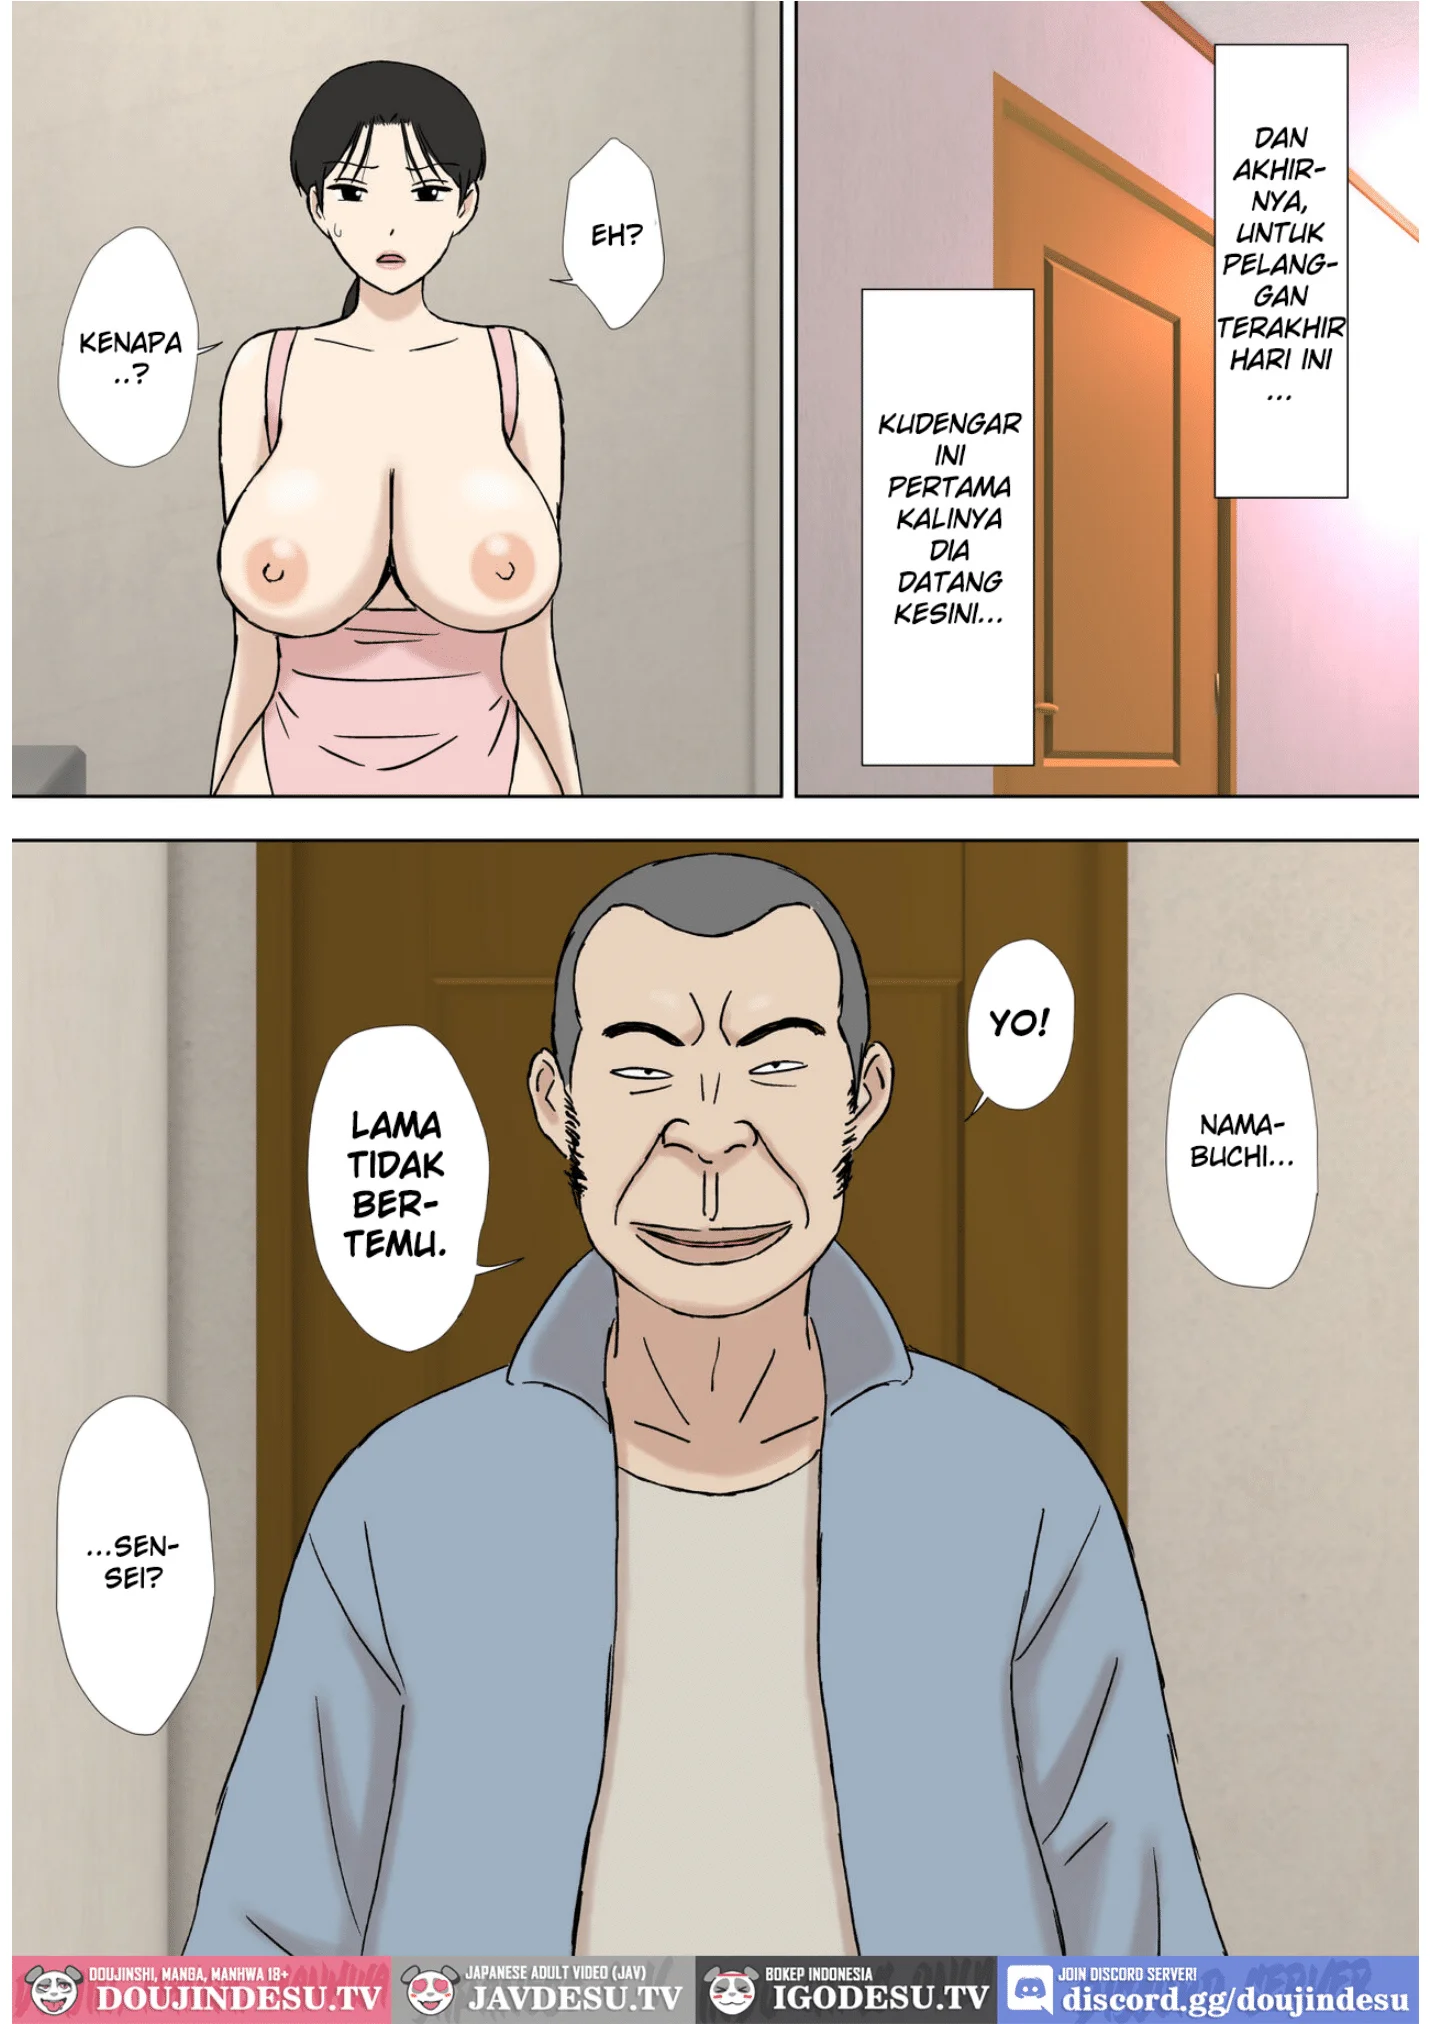 DAN
AKHIR-
NYA,
UNTUK
PELANG-
GAN
TERAKHIR
HARI INI
...
KUDENGAR
INI
PERTAMA
KALINYA
DIA
DATANG
KESINI...
EH?
KENAPA
..?
YO!
NAMA-
BUCHI...
LAMA
TIDAK
BER-
TEMU.
...SEN-
SEI?
DOUJINSHI, MANGA, MANHWA 18+
DOUJINDESU.TV
JAPANESE ADULT VIDEO (JAV)
JAVDESU.TV
BOKEP INDONESIA
IGODESU.TV
JOIN DISCORD SERVER!
discord.gg/doujindesu